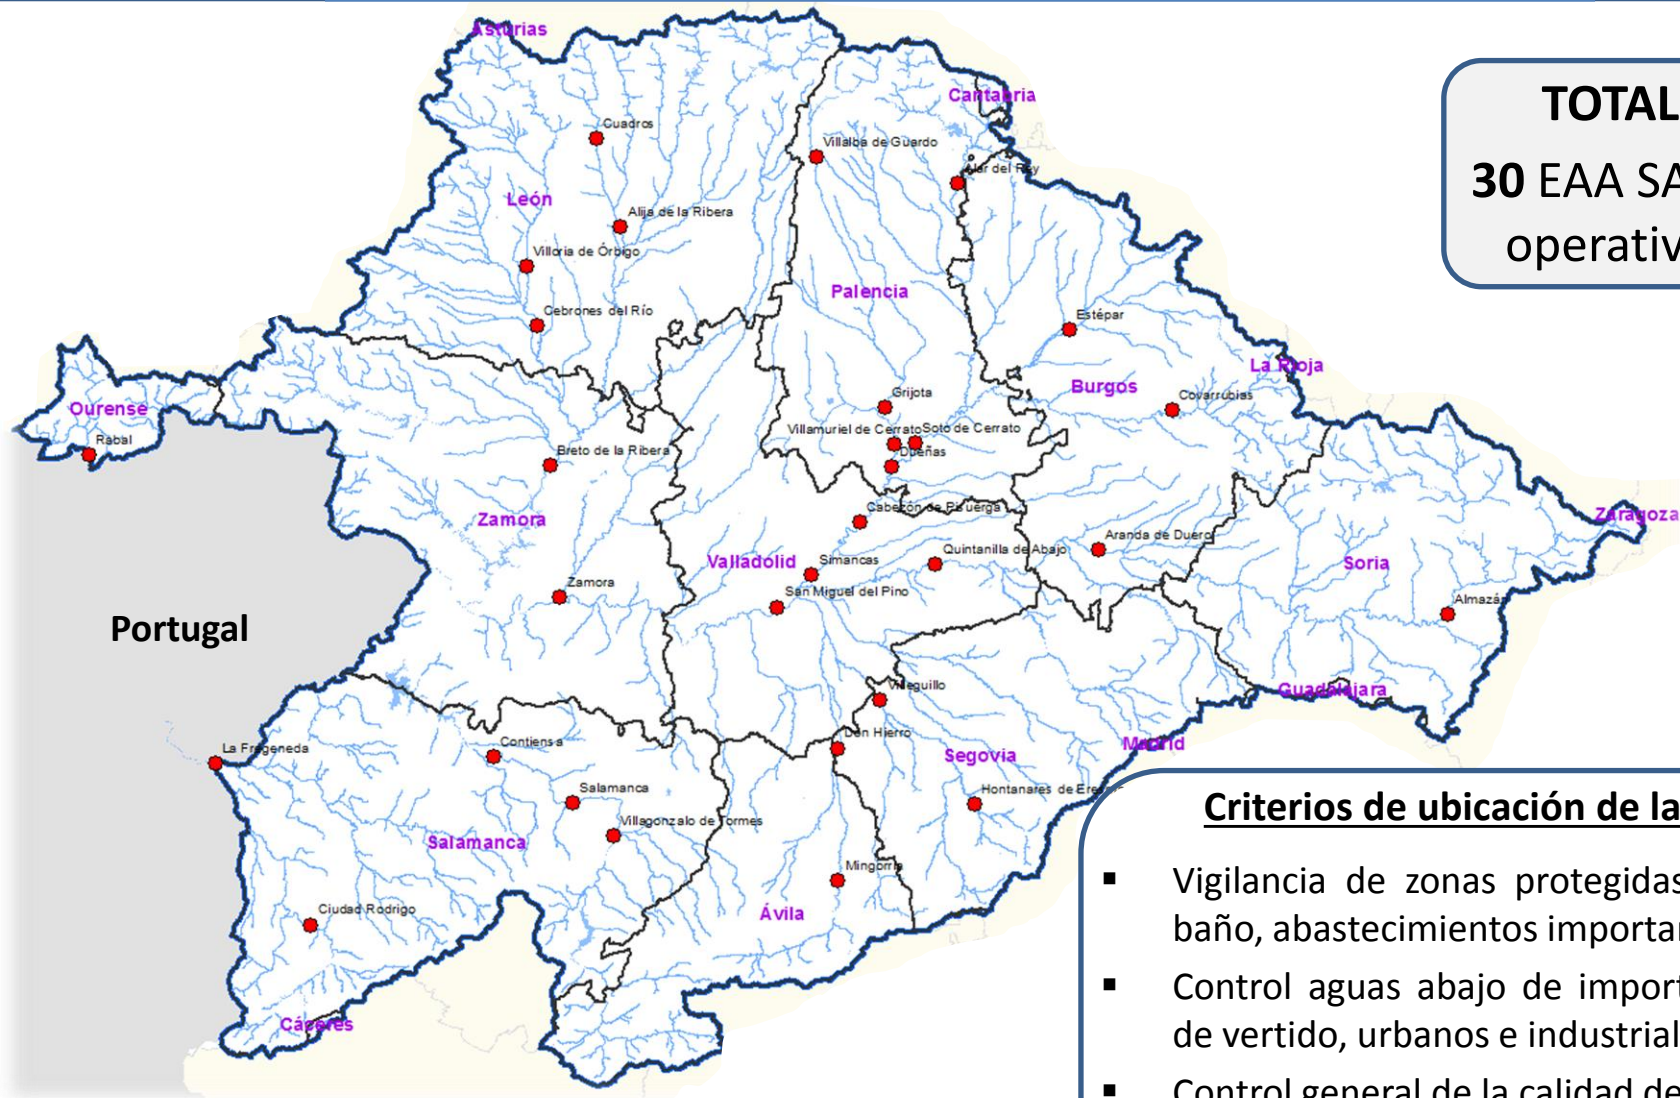 Asturias
TOTAL
Cantabria
30 EAA SA
operativ
Cuadros
Villalba de Guardo
Alar del Rey
León
Alija de la Ribera
Villoria de Órbigo
Palencia
Cebrones del Río
Estépar
La Rioja
Burgos
Grijota
Covarrubias
Ourense
Villamuriel de Cerrato
Soto de Cerrato
Rabal
Breto de la Ribera
Dueñas
Cabezón de Pisuerga
Zamora
Zaragoza
Aranda de Duero
Quintanilla de Abajo
Valladolid
Simancas
Soria
Zamora
San Miguel del Pino
Almazán
Portugal
Villeguillo
Guadalajara
Don Hierro
Contiensa
La Fregeneda
Segovia
Madrid
Salamanca
Hontanares de Eres
Villagonzalo de Tormes
Criterios de ubicación de la
Salamanca
Mingorria
Vigilancia de zonas protegidas
Ciudad Rodrigo
Ávila
baño, abastecimientos importa
Control aguas abajo de import
Cáceres
de vertido, urbanos e industrial
Control general de la calidad de